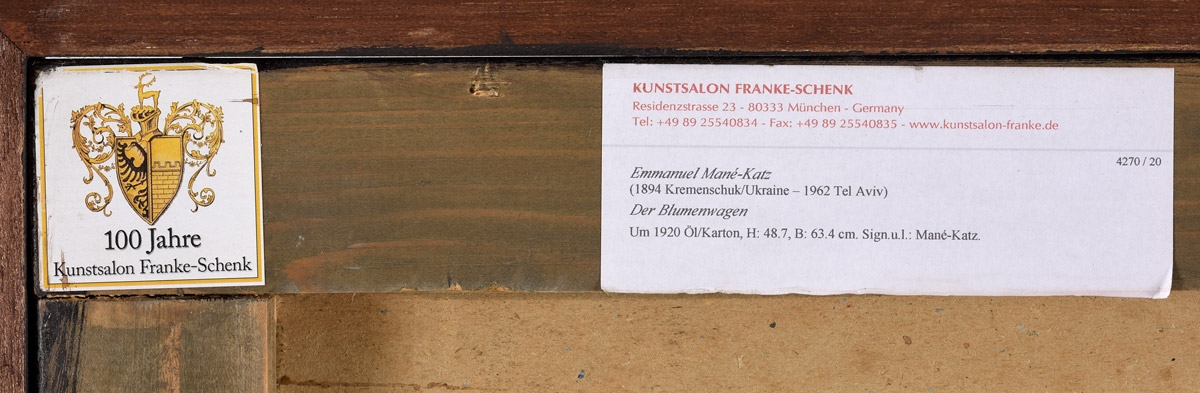 100 Jahre
Kunstsalon Franke-Schenk
KUNSTSALON FRANKE-SCHENK
Residenzstrasse 23 - 80333 München - Germany
Tel: +49 89 25540834 - Fax: +49 89 25540835 - www.kunstsalon-franke.de
4270 / 20
Emmanuel Mané-Katz
(1894 Kremenschuk/Ukraine – 1962 Tel Aviv)
Der Blumenwagen
Um 1920 Öl/Karton, H: 48.7, B: 63.4 cm. Sign.u.l.: Mané-Katz.